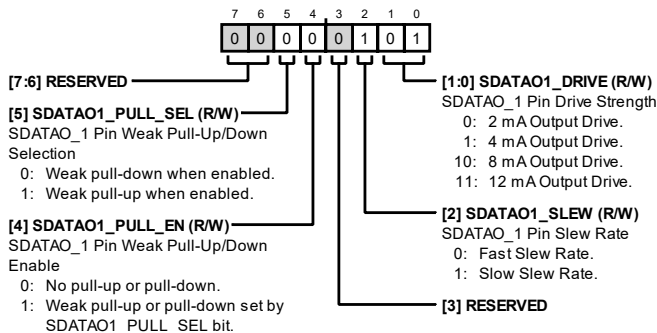 7 6 5 4 3 2 1 0
0 0 0 0 0 1 0 1
[7:6] RESERVED
[5] SDATAO1_PULL_SEL (R/W)
SDATAO_1 Pin Weak Pull-Up/Down
Selection
0: Weak pull-down when enabled.
1: Weak pull-up when enabled.
[4] SDATAO1_PULL_EN (R/W)
SDATAO_1 Pin Weak Pull-Up/Down
Enable
0: No pull-up or pull-down.
1: Weak pull-up or pull-down set by
SDATAO1_PULL_SEL bit.
[1:0] SDATAO1_DRIVE (R/W)
SDATAO_1 Pin Drive Strength
0: 2 mA Output Drive.
1: 4 mA Output Drive.
10: 8 mA Output Drive.
11: 12 mA Output Drive.
[2] SDATAO1_SLEW (R/W)
SDATAO_1 Pin Slew Rate
0: Fast Slew Rate.
1: Slow Slew Rate.
[3] RESERVED